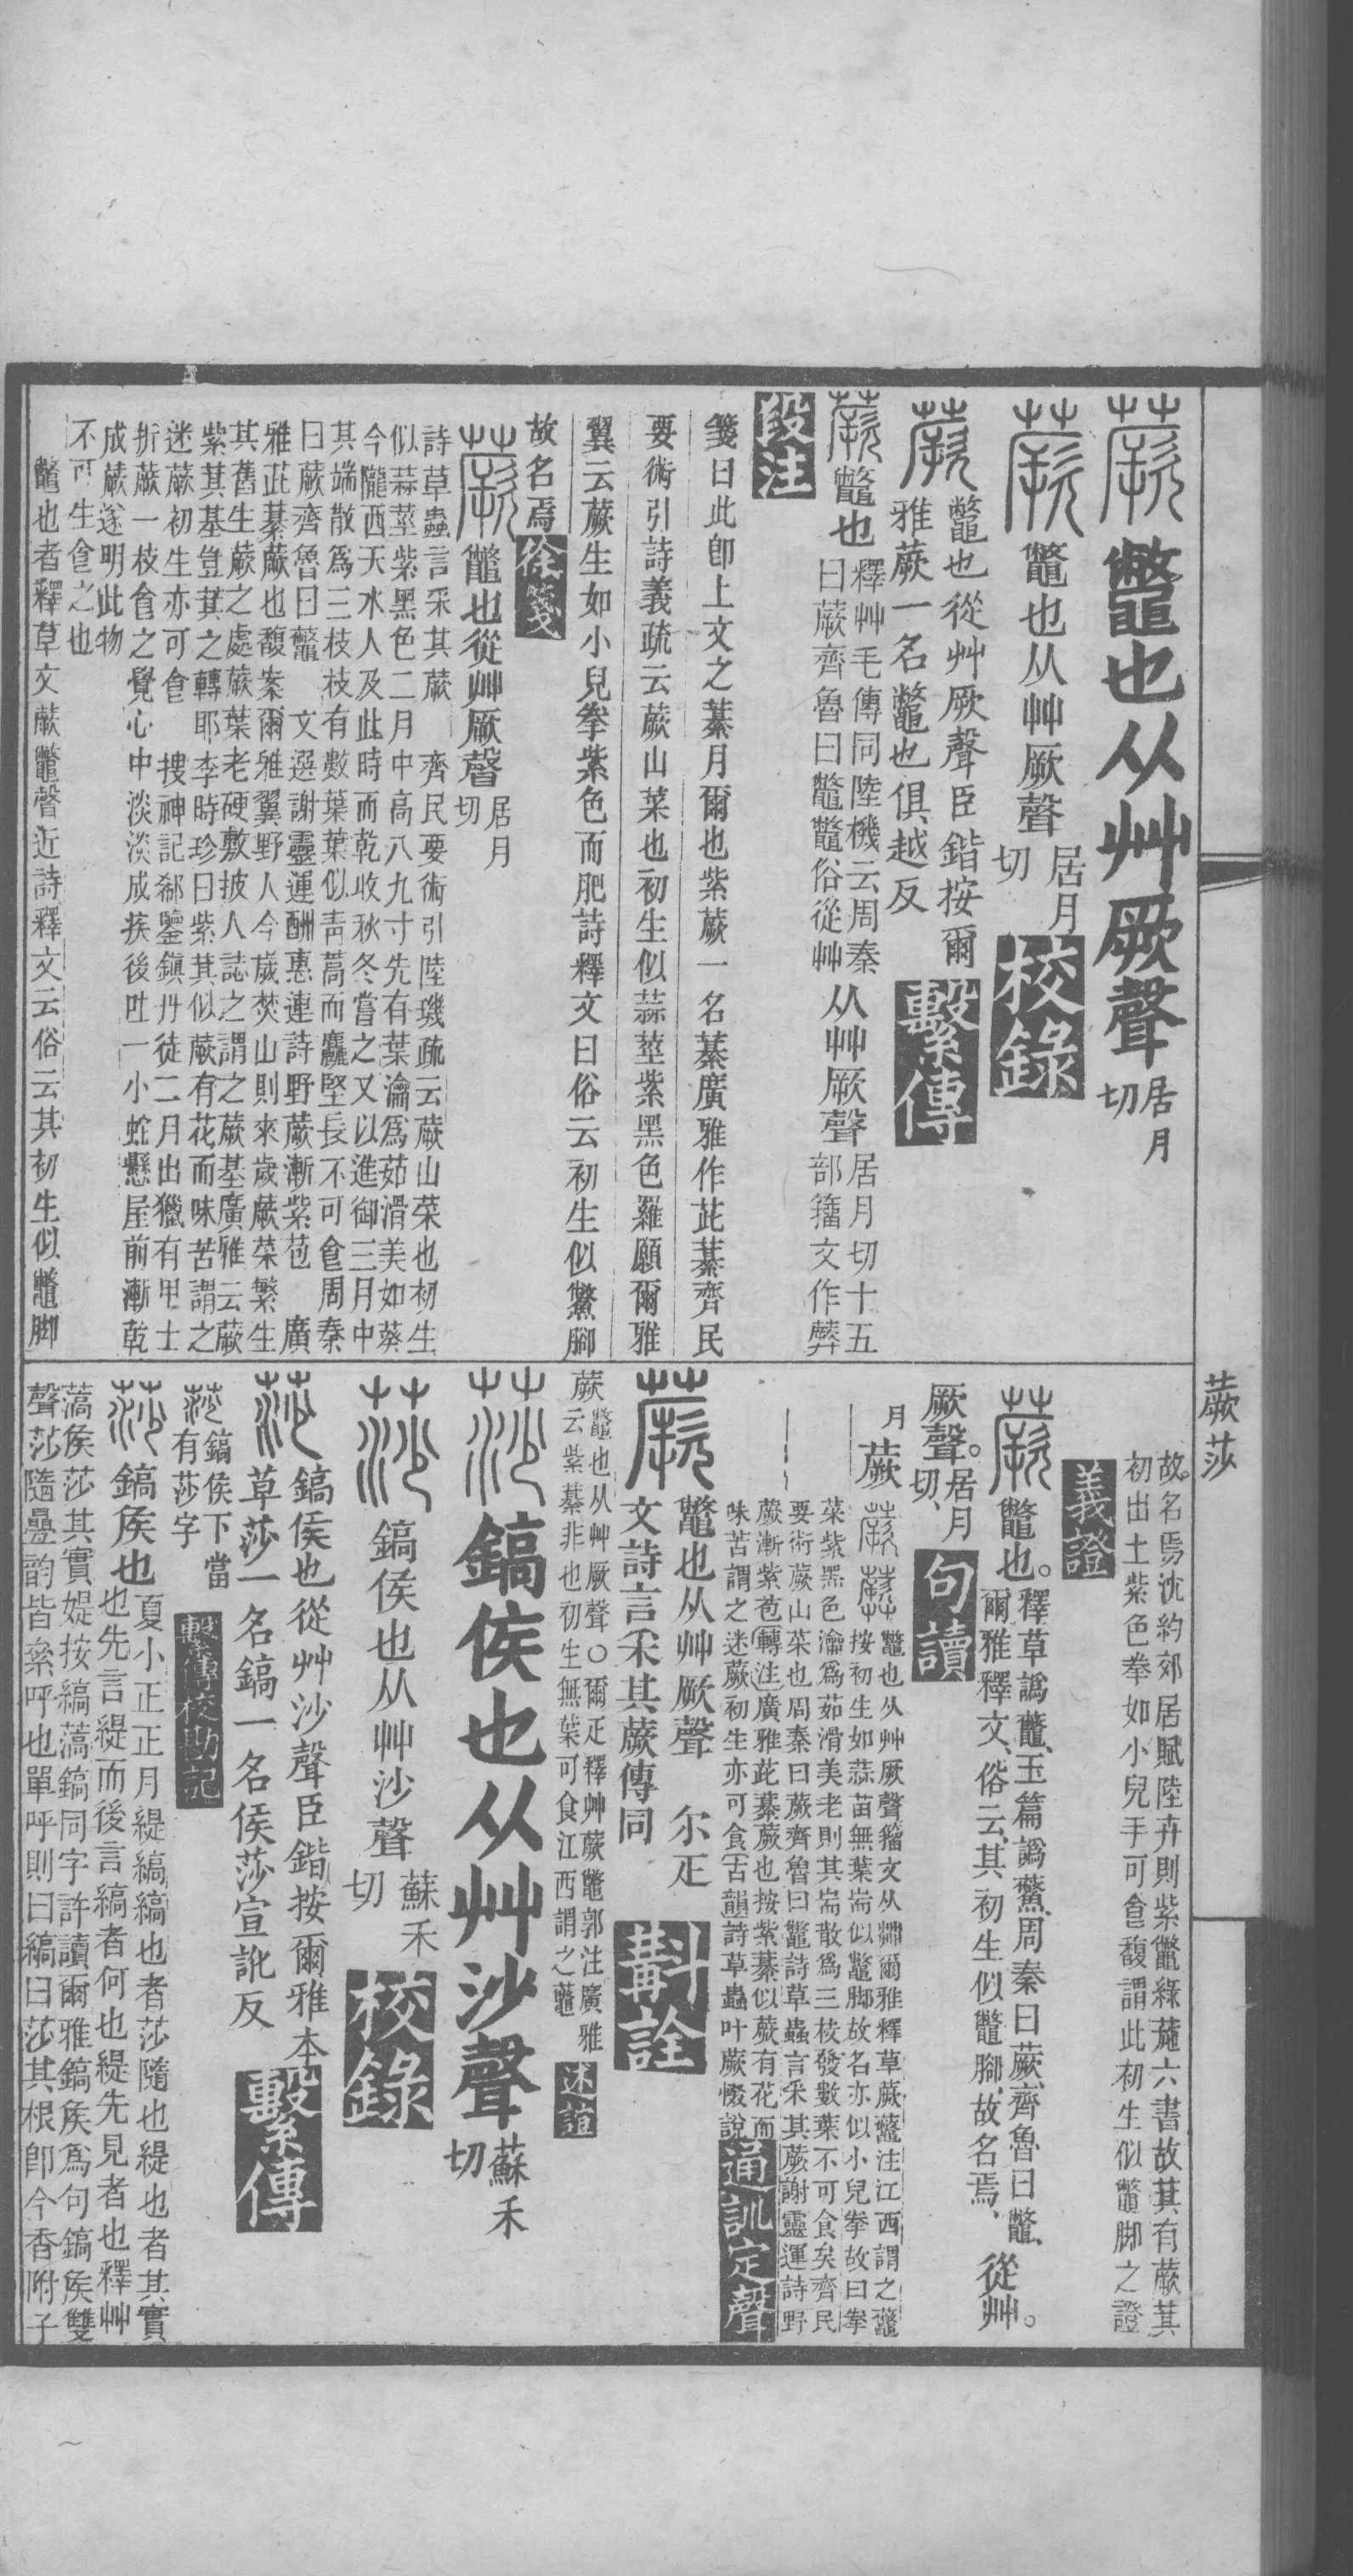 蕨 鼈也从艸厥聲居月切
蕨 鼈也从艸厥聲居月切 校錄
蕨 鼈也從艸厥聲臣鍇按爾
雅蕨一名鼈也俱越反 繫傳
蕨 鼈也釋艸毛傳同陸機云周秦
曰蕨齊魯曰鼈鼈俗從艸 从艸厥聲居月切十五
部籒文作𧃲
段注
箋曰此卽上文之綦月爾也紫蕨一名綦廣雅作茈綦齊民
要術引詩義疏云蕨山菜也初生似蒜莖紫黑色羅願爾雅
翼云蕨生如小兒拳紫色而肥詩釋文曰俗云初生似鱉腳
故名焉 徐箋
蕨 鼈也從艸厥聲居月切
詩草蟲言采其蕨 齊民要術引陸璣疏云蕨山菜也初生
似蒜莖紫黑色二月中高八九寸先有葉瀹爲茹滑美如葵
今隴西天水人及此時而乾收秋冬嘗之又以進御三月中
其端散爲三枝枝有數葉葉似靑蒿而麤堅長不可食周秦
曰蕨齊魯曰鼈 文選謝靈運酬惠連詩野蕨漸紫苞 廣
雅茈綦蕨也馥案爾雅翼野人今歲焚山則來歲蕨菜繁生
其舊生蕨之處蕨葉老硬敷披人誌之謂之蕨基廣雅云蕨
紫萁基豈萁之轉耶李時珍曰紫萁似蕨有花而味苦謂之
迷蕨初生亦可食 搜神記郗鑒鎭丹徒二月出獵有甲士
折蕨一枝食之覺心中淡淡成疾後吐一小蛇懸屋前漸乾
成蕨遂明此物
不可生食之也
鼈也者釋草文蕨鼈聲近詩釋文云俗云其初生似鼈脚
蕨莎
故名焉沈約郊居賦陸卉則紫鼈綠葹六書故萁有蕨萁
初出土紫色拳如小兒手可食馥謂此初生似鼈脚之證
義證
蕨 鼈也。釋草譌虌、玉篇譌鱉、周秦曰蕨、齊魯曰鼈、
爾雅釋文、俗云、其初生似鼈腳、故名焉、 從艸。
厥聲。居月切、 句讀
月 蕨 蕨 鼈也从艸厥聲籒文从茻爾雅釋草蕨虌注江西謂之虌
按初生如蒜苗無葉耑似鼈脚故名亦似小兒拳故曰拳
菜紫黑色瀹爲茹滑美老則其耑散爲三枝發數葉不可食矣齊民
要術蕨山菜也周秦曰蕨齊魯曰鼈詩草蟲言采其蕨謝靈運詩野
蕨漸紫苞 轉注 廣雅茈綦蕨也按紫綦似蕨有花而
味苦謂之迷蕨初生亦可食 古韻 詩草蟲叶蕨惙說 通訓定聲
蕨 鼈也从艸厥聲 尒疋
文詩言采其蕨傳同 斠詮
蕨 鼈也从艸厥聲○爾疋釋艸蕨虌郭注廣雅
云紫綦非也初生無葉可食江西謂之虌 述誼
莎 鎬侯也从艸沙聲蘇禾切
莎 鎬侯也从艸沙聲蘇禾切 校錄
莎 鎬侯也從艸沙聲臣鍇按爾雅本
草莎一名鎬一名侯莎宣訛反 繫傳
莎 鎬侯下當
有莎字 繫傳校勘記
莎 鎬矦也 夏小正正月緹縞縞也者莎隨也緹也者其實
也先言緹而後言縞者何也緹先見者也釋艸
薃矦莎其實媞按縞薃鎬同字許讀爾雅鎬矦爲句鎬矦雙
聲莎隨疊韵皆絫呼也單呼則曰縞曰莎其根卽今香附子